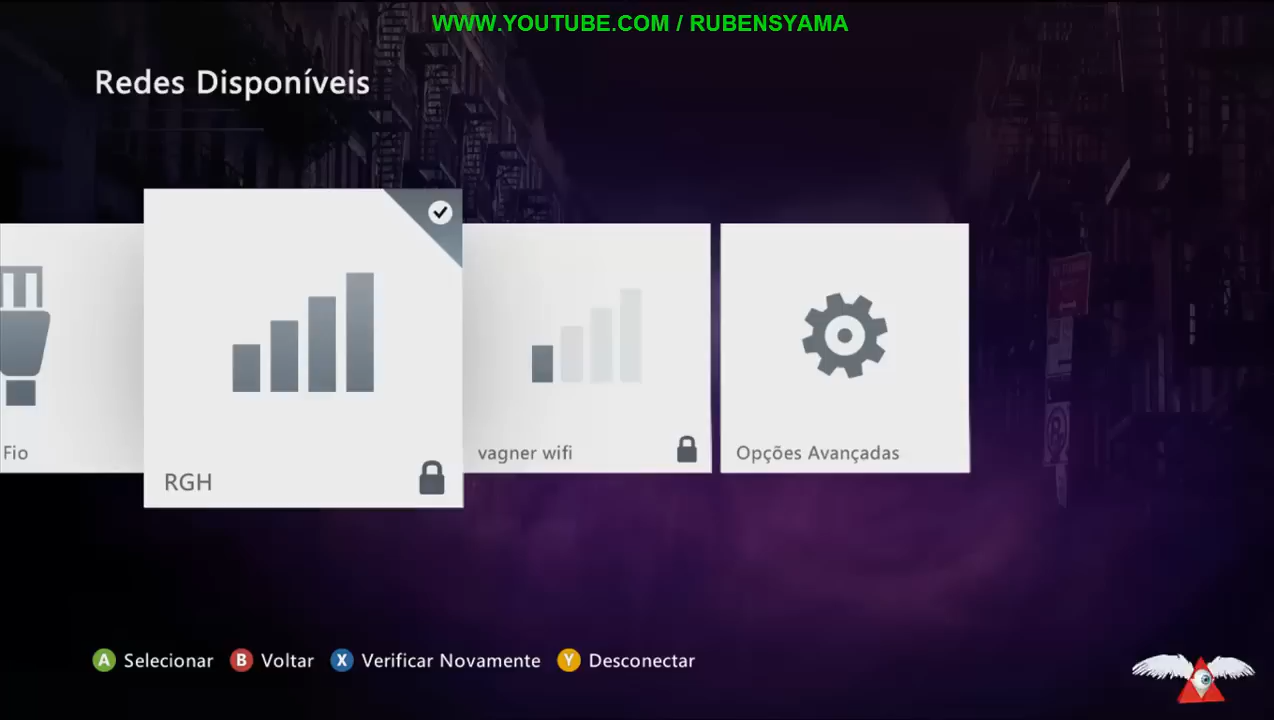 WWW.YOUTUBE.COM / RUBENSYAMA
Redes Disponíveis
Fio
RGH
vagner wifi
Opções Avançadas
A Selecionar B Voltar X Verificar Novamente Y Desconectar